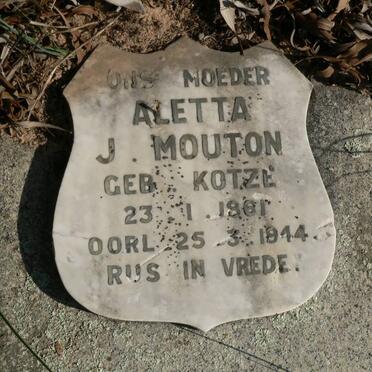 ONS MOEDER
ALETTA
J. MOUTON
GEB. KOTZE
23.1.1861
OORL. 25.3.1944.
RUS IN VREDE.